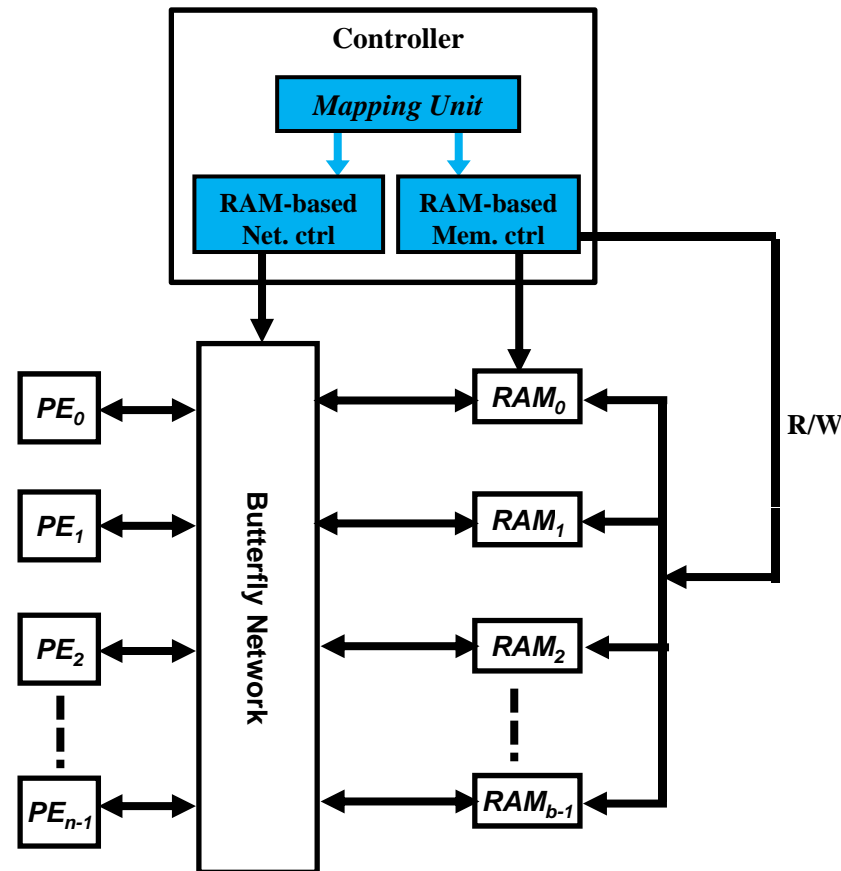 Controller
Mapping Unit
RAM-based
Net. ctrl
RAM-based
Mem. ctrl
R/W
Butterfly Network
PE0
RAM0
PE1
RAM1
PE2
RAM2
PEn-1
RAMb-1